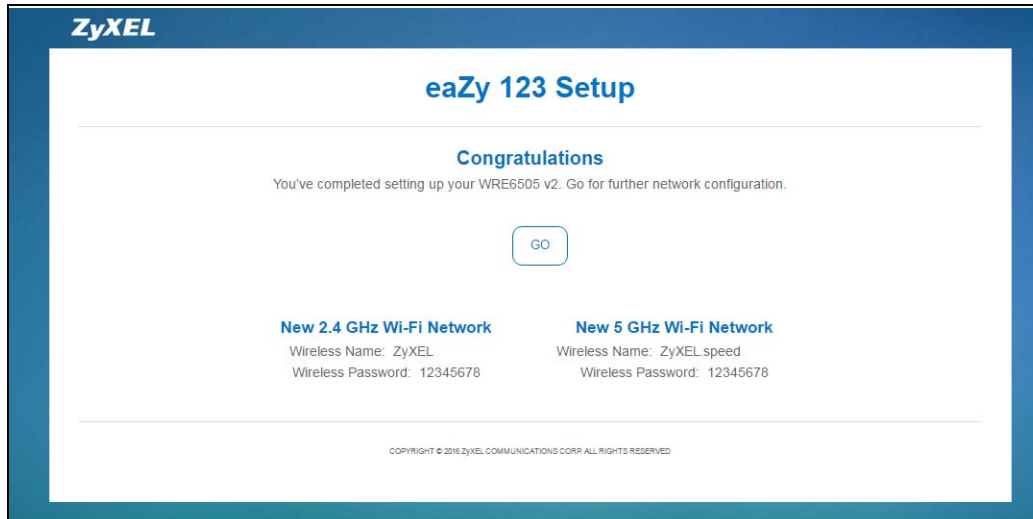 ZyXEL
eaZy 123 Setup
Congratulations
You've completed setting up your WRE6505 v2. Go for further network configuration.
GO
New 2.4 GHz Wi-Fi Network
Wireless Name: ZyXEL
Wireless Password: 12345678
New 5 GHz Wi-Fi Network
Wireless Name: ZyXEL.speed
Wireless Password: 12345678
COPYRIGHT © 2016 ZyXEL COMMUNICATIONS CORP. ALL RIGHTS RESERVED